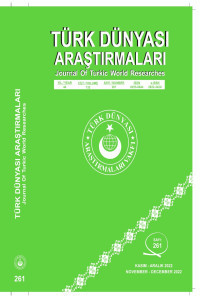 TÜRK DÜNYASI
ARAŞTIRMALARI
Journal Of Turkic World Researches
TÜRK DÜNYASI
ARAŞTIRMALARI VAKFI
SAYI
261
KASIM - ARALIK 2022
NOVEMBER - DECEMBER 2022
TÜRK DÜNYASI ARAŞTIRMALARI
Journal Of Turkic World Researches
261